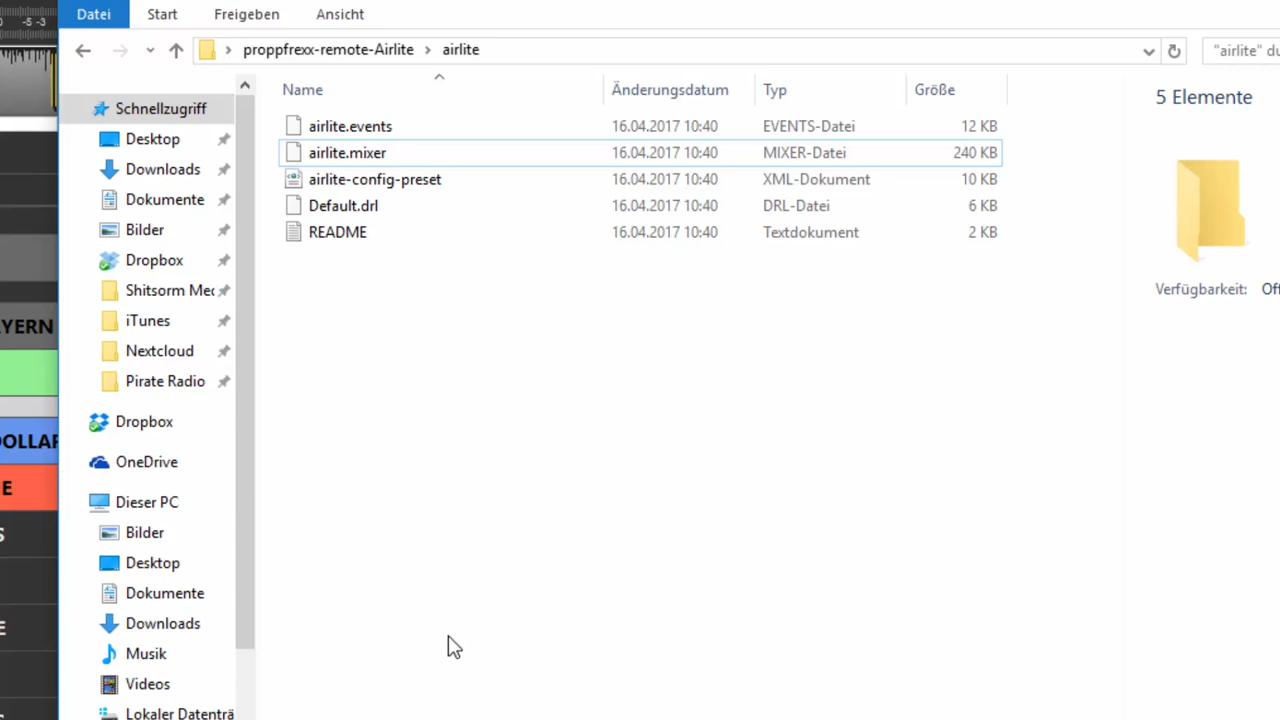 Datei Start Freigeben Ansicht
0 -5 -3
proppfrexx-remote-Airlite airlite
"airlite" du
Name Änderungsdatum Typ Größe
5 Elemente
Schnellzugriff
airlite.events 16.04.2017 10:40 EVENTS-Datei 12 KB
Desktop
airlite.mixer 16.04.2017 10:40 MIXER-Datei 240 KB
Downloads
airlite-config-preset 16.04.2017 10:40 XML-Dokument 10 KB
Dokumente
Default.drl 16.04.2017 10:40 DRL-Datei 6 KB
Bilder
README 16.04.2017 10:40 Textdokument 2 KB
Dropbox
Shitsorm Mec
Verfügbarkeit: Off
iTunes
YERN
Nextcloud
Pirate Radio
Dropbox
OLLAR
OneDrive
E
Dieser PC
S
Bilder
Desktop
Dokumente
E
Downloads
Musik
Videos
Lokaler Datenträ
S